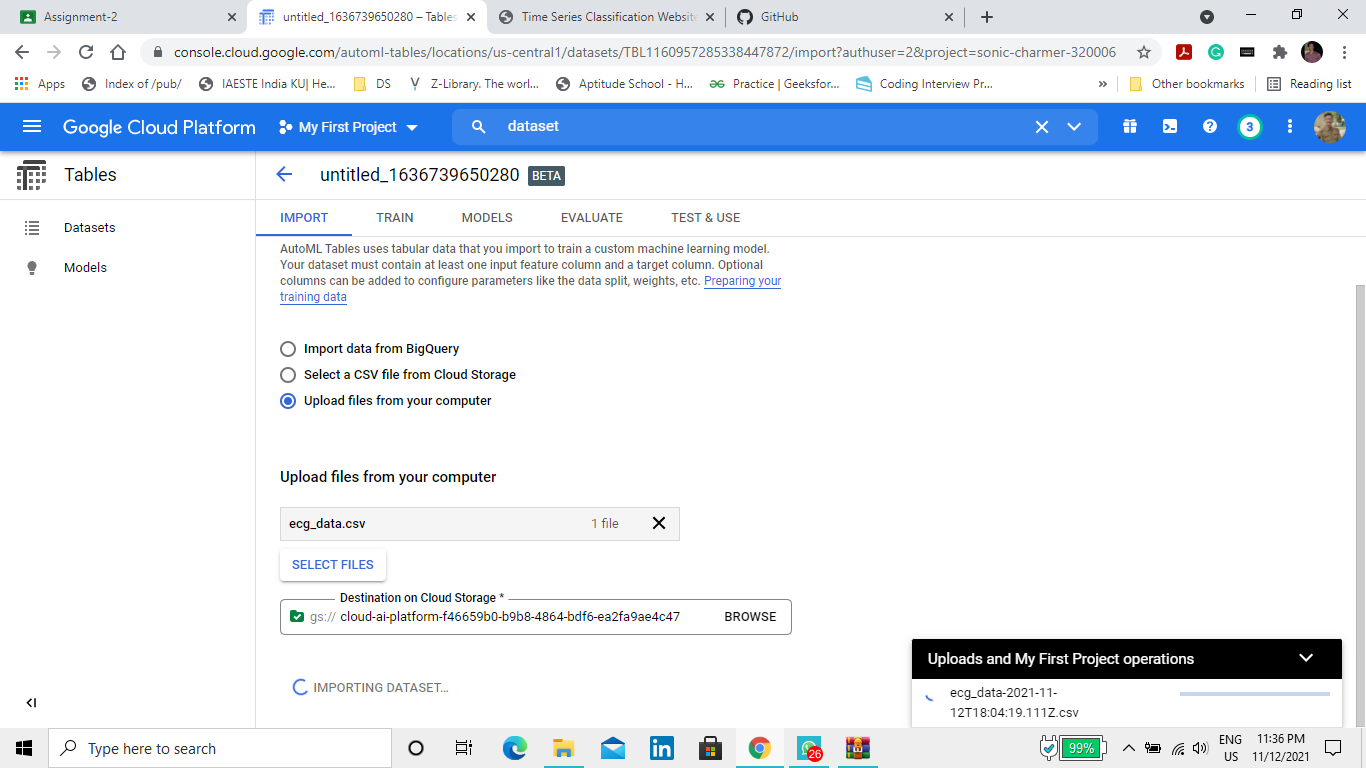 Assignment-2
untitled_1636739650280 – Tables
Time Series Classification Website
GitHub
console.cloud.google.com/automl-tables/locations/us-central1/datasets/TBL1160957285338447872/import?authuser=2&project=sonic-charmer-320006
Apps
Index of /pub/
IAESTE India KUJ| He...
DS
Z-Library. The worl...
Aptitude School - H...
Practice | Geeksfor...
Coding Interview Pr...
»
Other bookmarks
Reading list
Google Cloud Platform
My First Project
dataset
3
Tables
untitled_1636739650280 BETA
Datasets
Models
IMPORT
TRAIN
MODELS
EVALUATE
TEST & USE
AutoML Tables uses tabular data that you import to train a custom machine learning model.
Your dataset must contain at least one input feature column and a target column. Optional
columns can be added to configure parameters like the data split, weights, etc. Preparing your
training data
Import data from BigQuery
Select a CSV file from Cloud Storage
Upload files from your computer
Upload files from your computer
ecg_data.csv 1 file
SELECT FILES
Destination on Cloud Storage *
gs:// cloud-ai-platform-f46659b0-b9b8-4864-bdf6-ea2fa9ae4c47 BROWSE
IMPORTING DATASET...
Uploads and My First Project operations
ecg_data-2021-11-
12T18:04:19.111Z.csv
Type here to search
26
99%
ENG
US
11:36 PM
11/12/2021